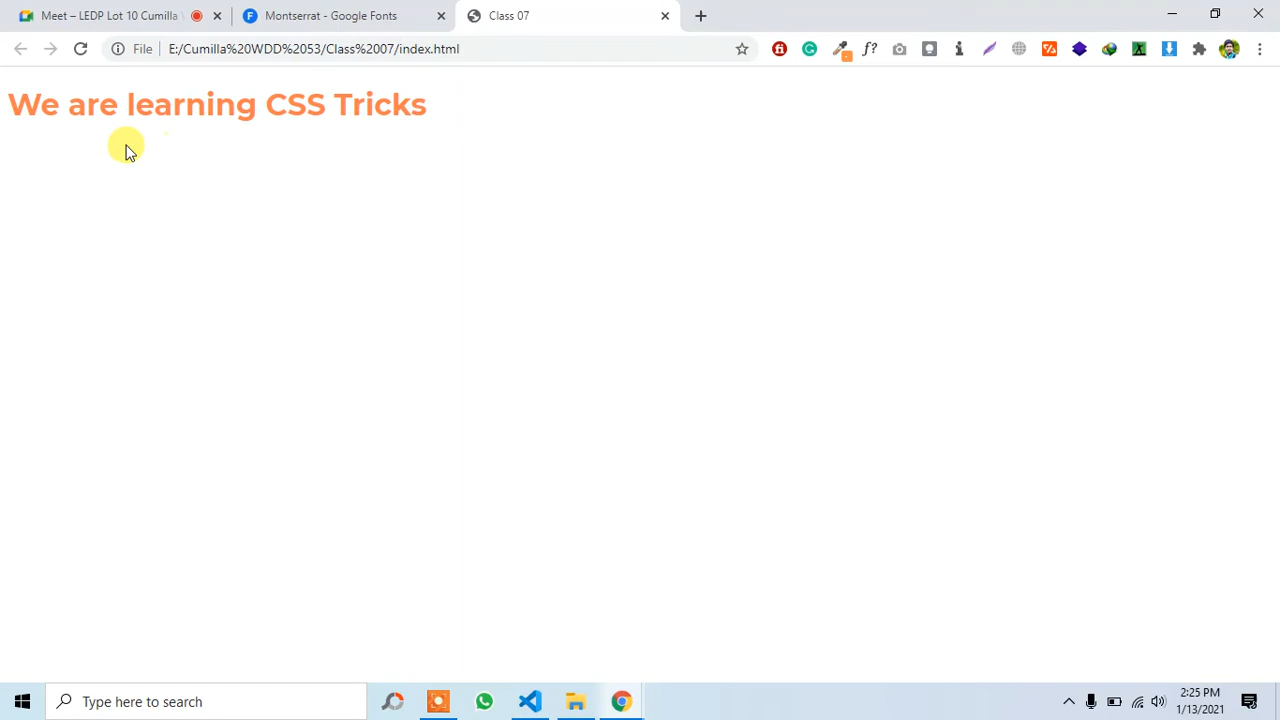 Meet – LEDP Lot 10 Cumilla
Montserrat - Google Fonts
Class 07
File
E:/Cumilla%20WDD%2053/Class%2007/index.html
f?
We are learning CSS Tricks
Type here to search
2:25 PM
1/13/2021